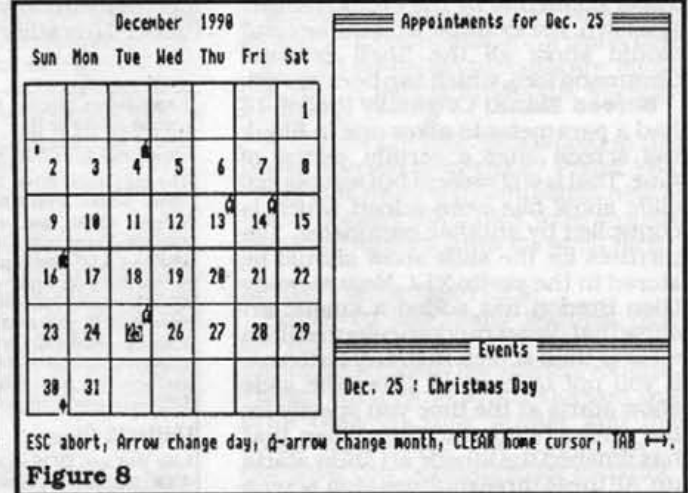 December 1990
Sun Mon Tue Wed Thu Fri Sat
1
2 3 4 5 6 7 8
9 10 11 12 13 14 15
16 17 18 19 20 21 22
23 24 25 26 27 28 29
30 31
Appointments for Dec. 25
Events
Dec. 25 : Christmas Day
ESC abort, Arrow change day, ⇧-arrow change month, CLEAR home cursor, TAB ↔.
Figure 8